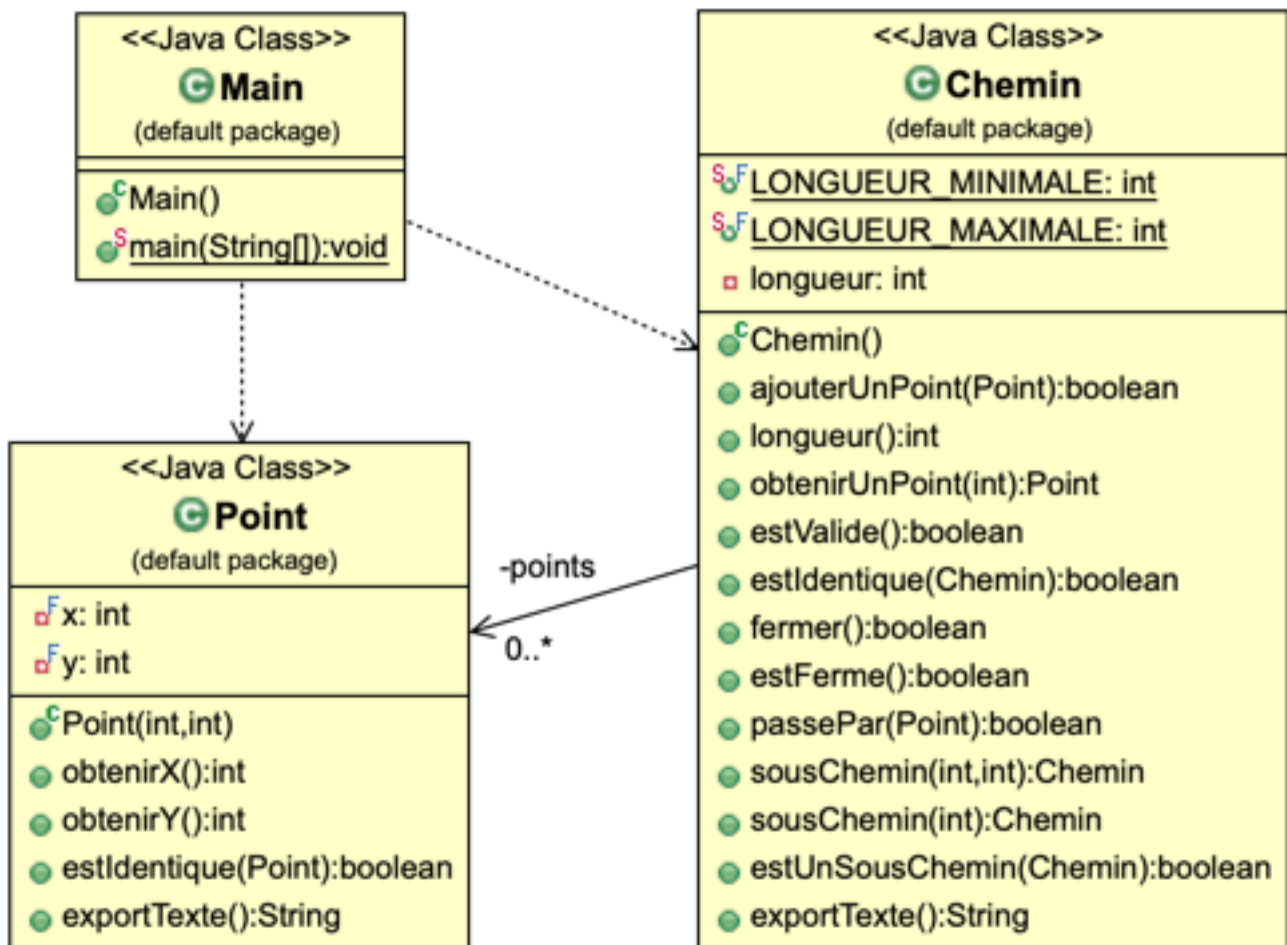 <<Java Class>>
C Main
(default package)
C Main()
S main(String[]):void
<<Java Class>>
C Chemin
(default package)
S F LONGUEUR_MINIMALE: int
S F LONGUEUR_MAXIMALE: int
longueur: int
C Chemin()
ajouterUnPoint(Point):boolean
longueur():int
obtenirUnPoint(int):Point
estValide():boolean
estIdentique(Chemin):boolean
fermer():boolean
estFerme():boolean
passePar(Point):boolean
sousChemin(int,int):Chemin
sousChemin(int):Chemin
estUnSousChemin(Chemin):boolean
exportTexte():String
<<Java Class>>
C Point
(default package)
F x: int
F y: int
C Point(int,int)
obtenirX():int
obtenirY():int
estIdentique(Point):boolean
exportTexte():String
-points
0..*